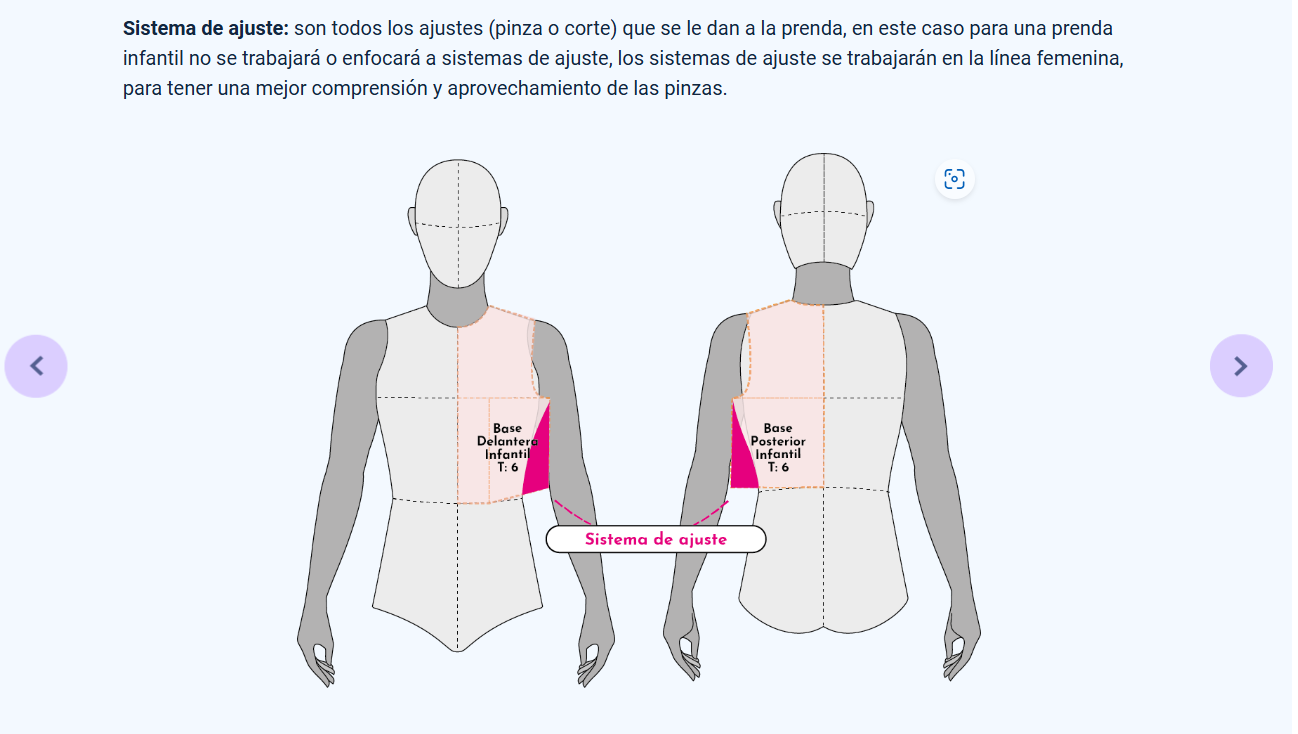 Sistema de ajuste: son todos los ajustes (pinza o corte) que se le dan a la prenda, en este caso para una prenda
infantil no se trabajará o enfocará a sistemas de ajuste, los sistemas de ajuste se trabajarán en la línea femenina,
para tener una mejor comprensión y aprovechamiento de las pinzas.
Base
Delantera
Infantil
T: 6
Base
Posterior
Infantil
T: 6
Sistema de ajuste